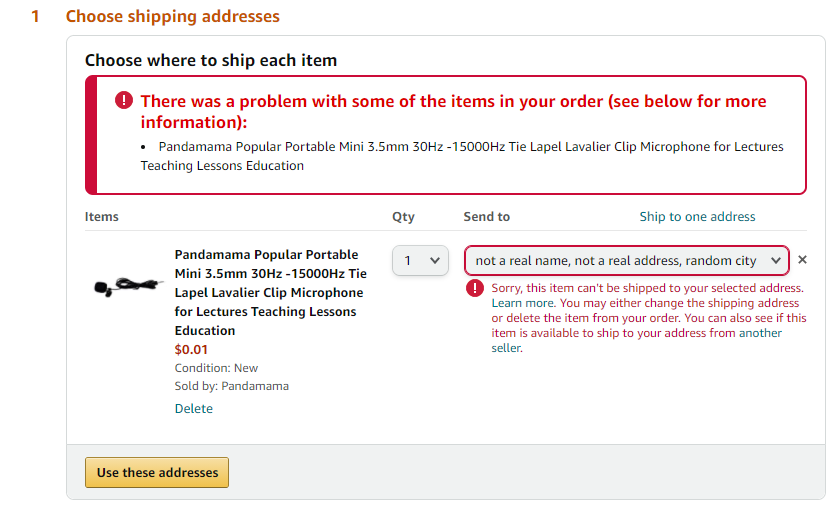 1 Choose shipping addresses
Choose where to ship each item
There was a problem with some of the items in your order (see below for more
information):
• Pandamama Popular Portable Mini 3.5mm 30Hz -15000Hz Tie Lapel Lavalier Clip Microphone for Lectures
Teaching Lessons Education
Items Qty Send to Ship to one address
Pandamama Popular Portable
Mini 3.5mm 30Hz -15000Hz Tie
Lapel Lavalier Clip Microphone
for Lectures Teaching Lessons
Education
$0.01
Condition: New
Sold by: Pandamama
Delete
1
not a real name, not a real address, random city
Sorry, this item can't be shipped to your selected address.
Learn more. You may either change the shipping address
or delete the item from your order. You can also see if this
item is available to ship to your address from another
seller.
Use these addresses